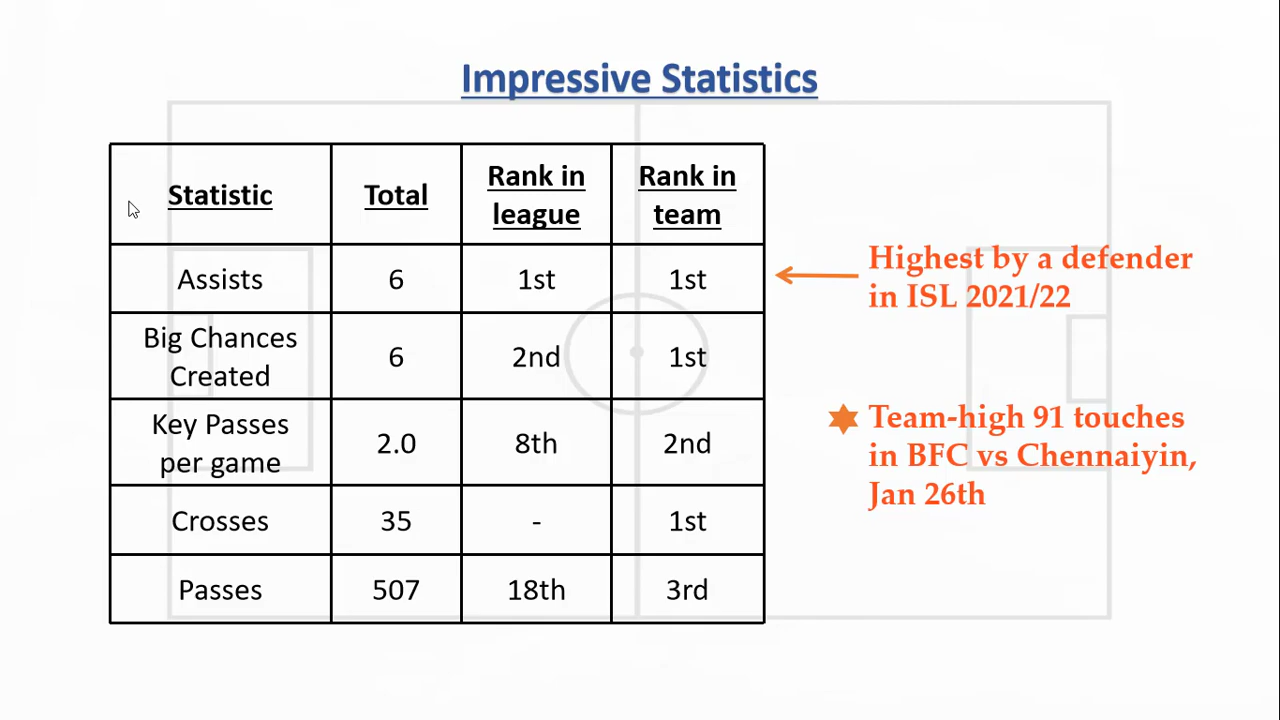 Impressive Statistics
Statistic Total Rank in league Rank in team
Assists 6 1st 1st
Big Chances Created 6 2nd 1st
Key Passes per game 2.0 8th 2nd
Crosses 35 - 1st
Passes 507 18th 3rd
Highest by a defender
in ISL 2021/22
Team-high 91 touches
in BFC vs Chennaiyin,
Jan 26th